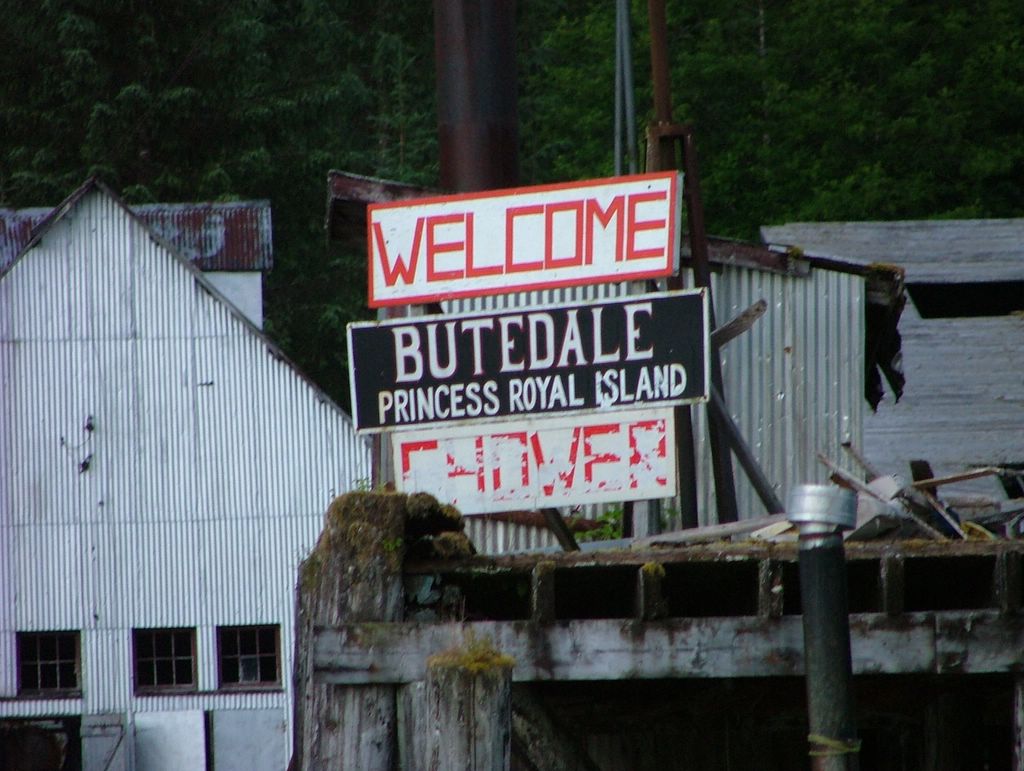 WELCOME
BUTEDALE
PRINCESS ROYAL ISLAND
SHOWER